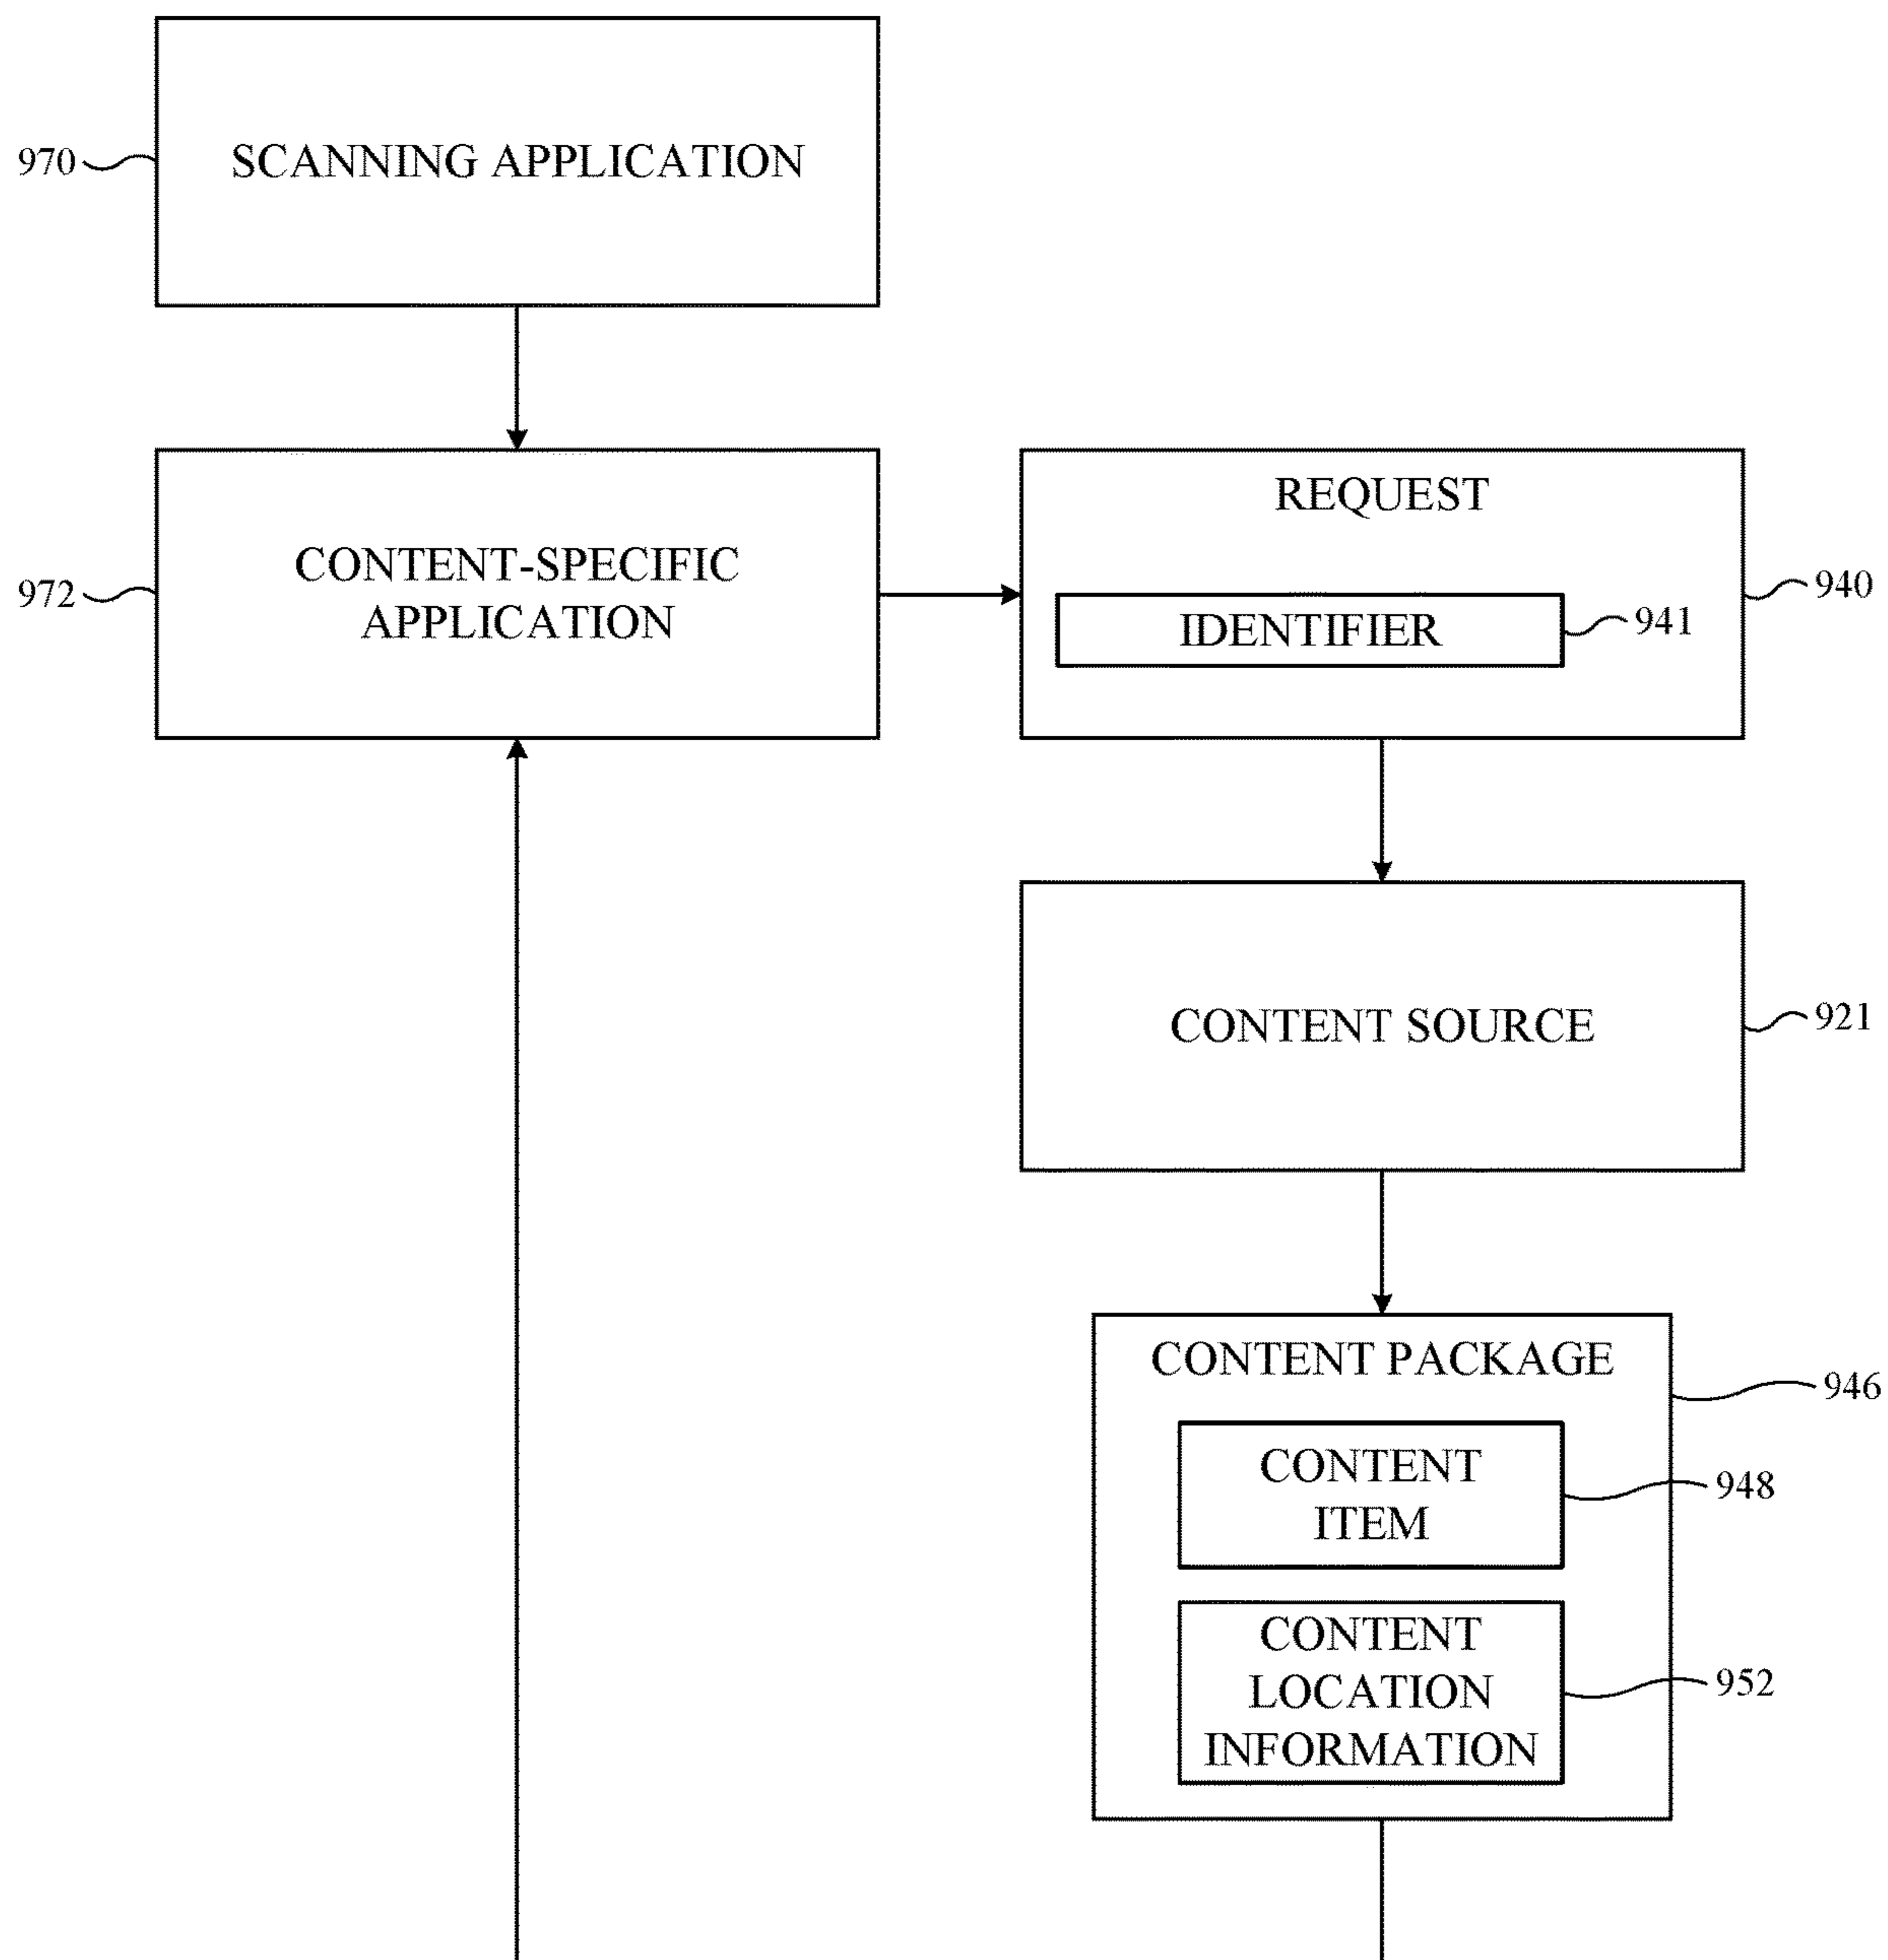 SCANNING APPLICATION
970
CONTENT-SPECIFIC
APPLICATION
972
REQUEST
940
IDENTIFIER
941
CONTENT SOURCE
921
CONTENT PACKAGE
946
CONTENT
ITEM
948
CONTENT
LOCATION
INFORMATION
952